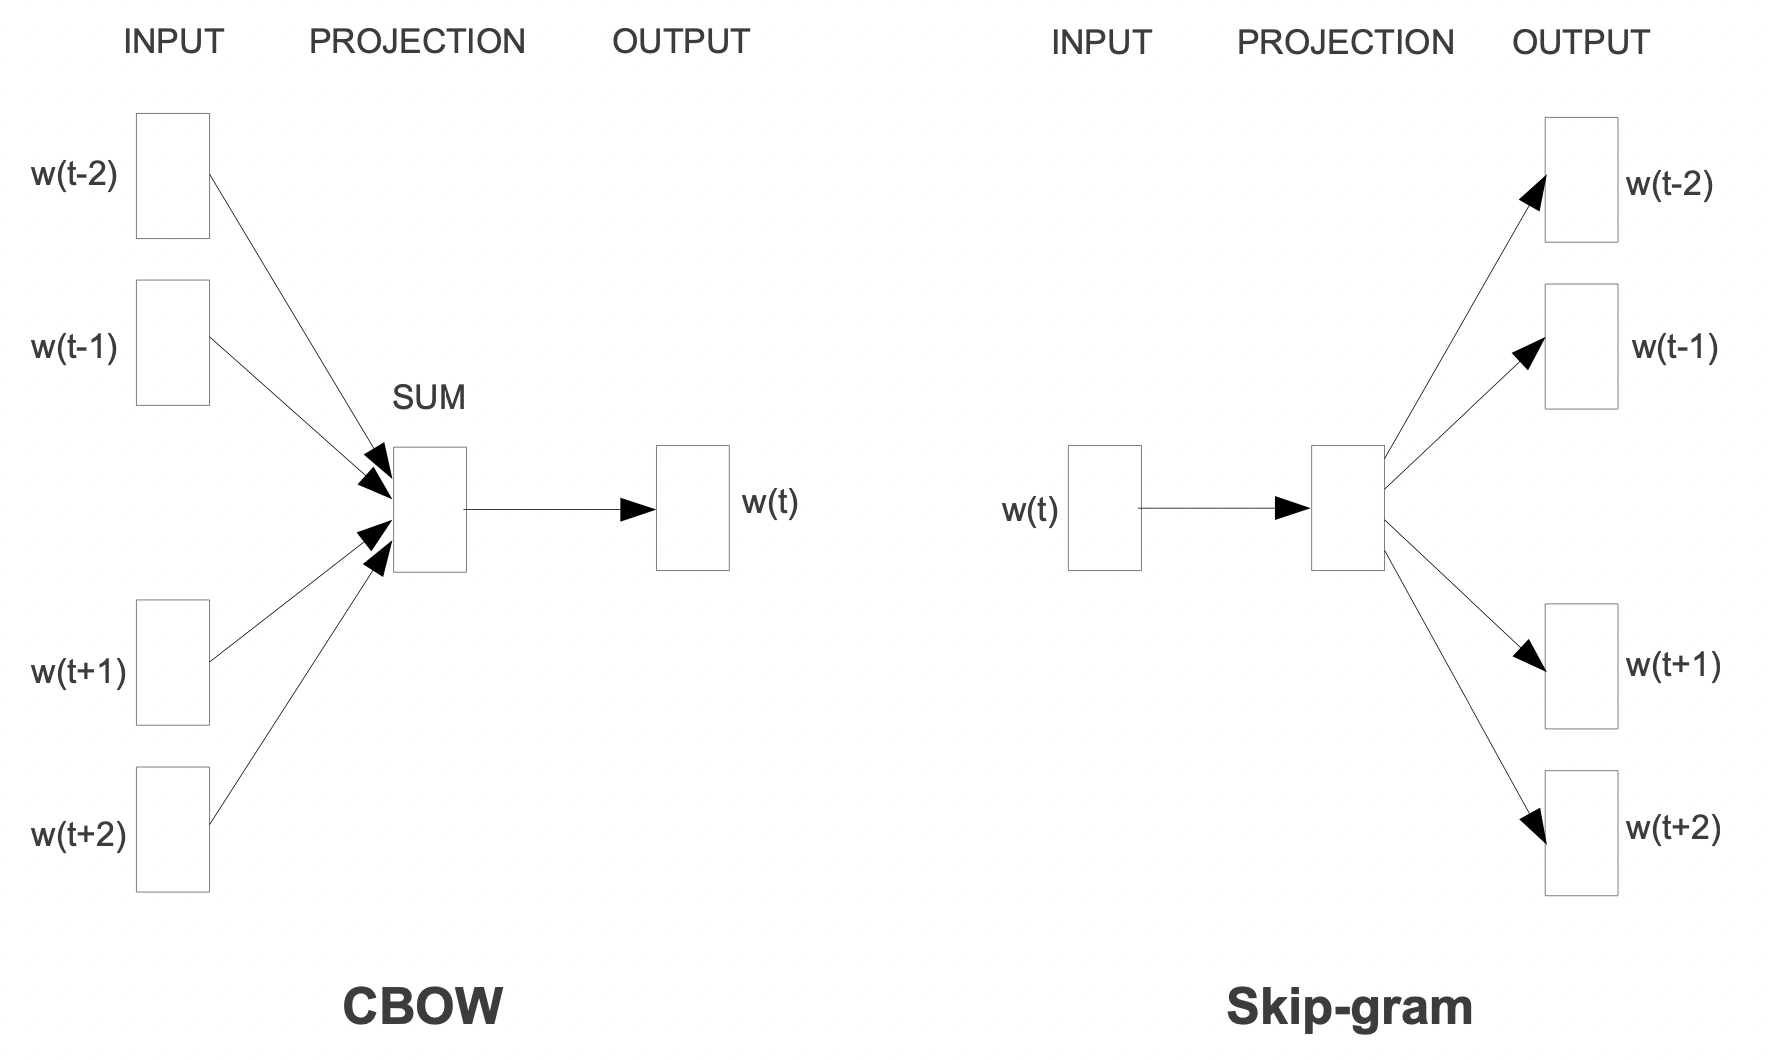 INPUT PROJECTION OUTPUT
w(t-2)
w(t-1)
SUM
w(t)
w(t+1)
w(t+2)
CBOW
INPUT PROJECTION OUTPUT
w(t-2)
w(t-1)
w(t)
w(t+1)
w(t+2)
Skip-gram